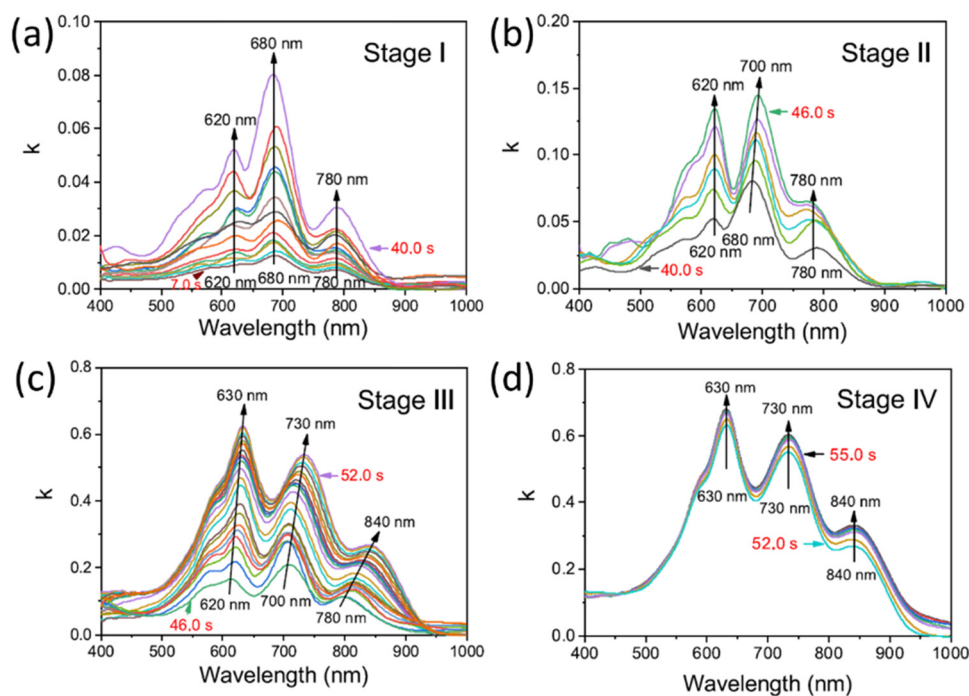 (a)
Stage I
680 nm
620 nm
780 nm
40.0 s
7.0 s
620 nm
680 nm
780 nm
0.10
0.08
0.06
0.04
0.02
0.00
k
400 500 600 700 800 900 1000
Wavelength (nm)
(b)
Stage II
700 nm
620 nm
46.0 s
780 nm
620 nm
680 nm
780 nm
40.0 s
0.20
0.15
0.10
0.05
0.00
k
400 500 600 700 800 900 1000
Wavelength (nm)
(c)
Stage III
630 nm
730 nm
52.0 s
840 nm
620 nm
700 nm
780 nm
46.0 s
0.8
0.6
0.4
0.2
0.0
k
400 500 600 700 800 900 1000
Wavelength (nm)
(d)
Stage IV
630 nm
730 nm
55.0 s
840 nm
630 nm
730 nm
52.0 s
840 nm
0.8
0.6
0.4
0.2
0.0
k
400 500 600 700 800 900 1000
Wavelength (nm)